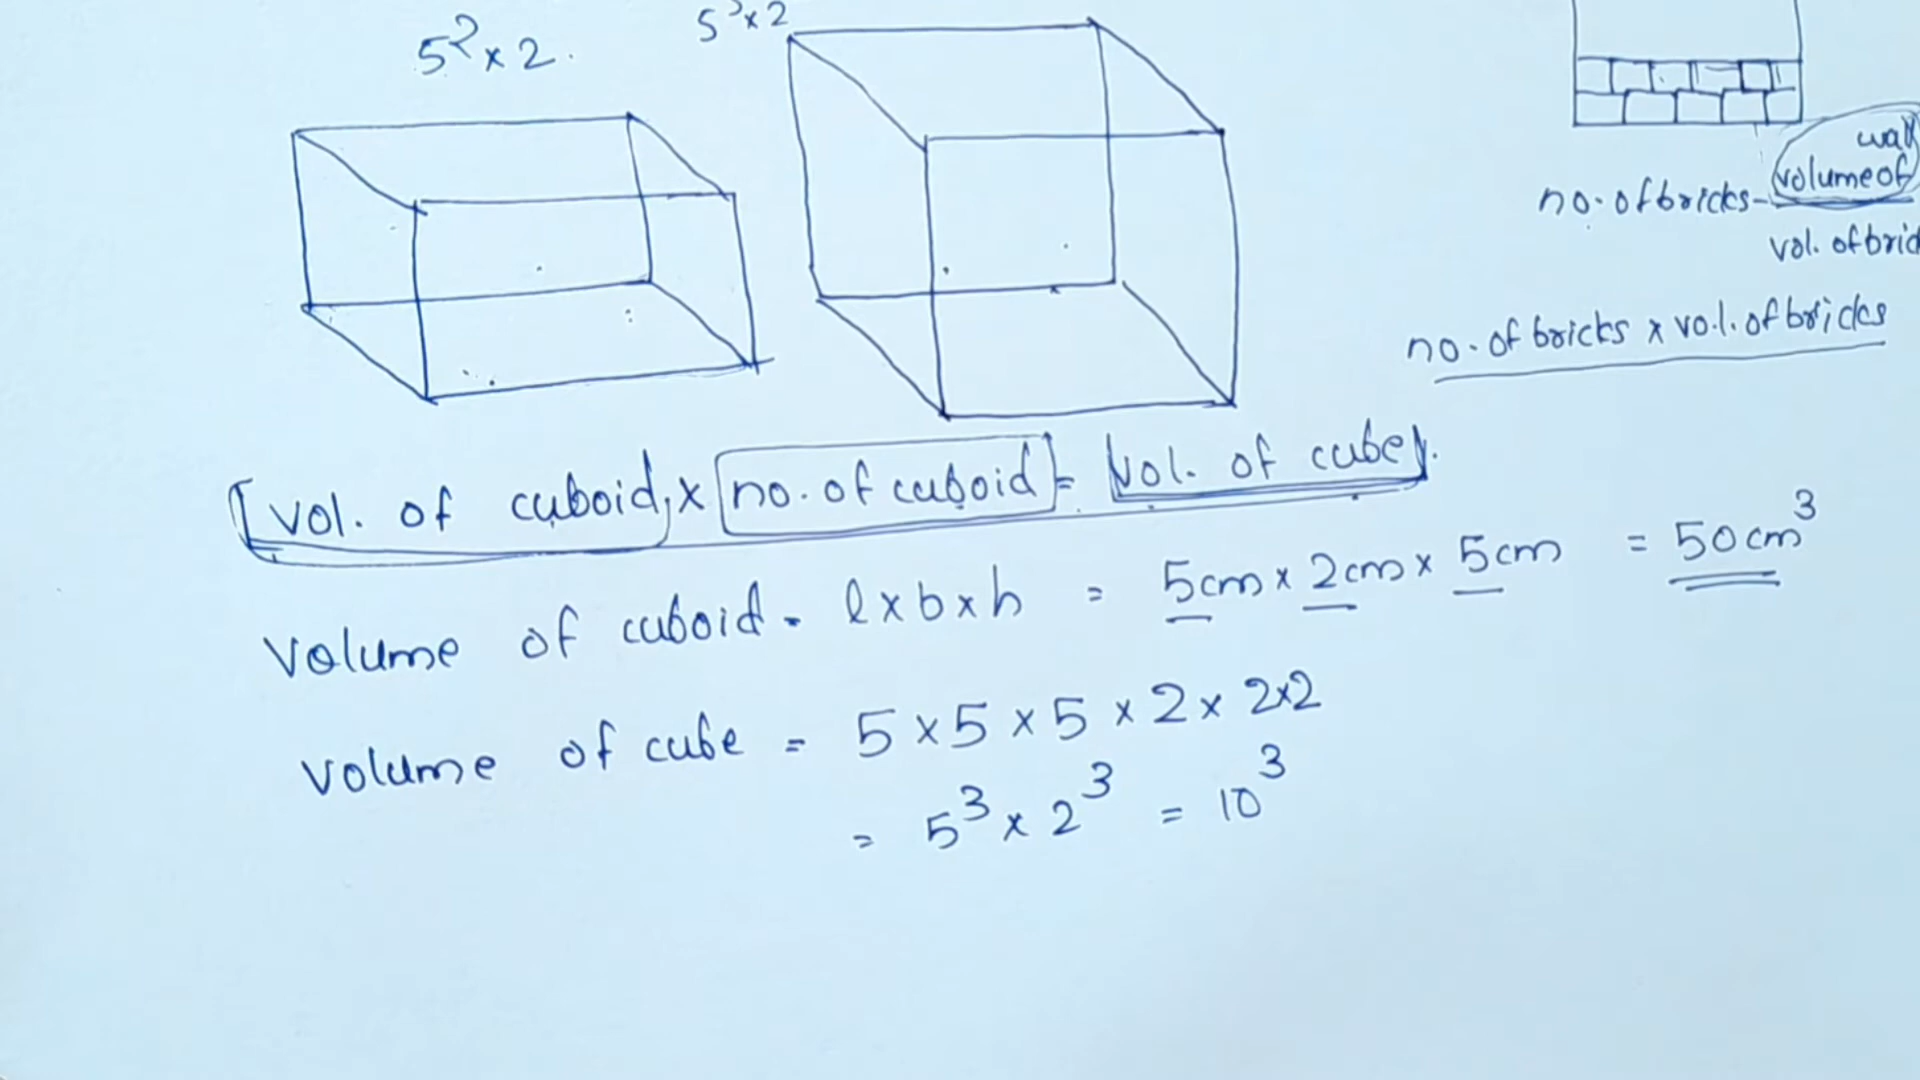 5² x 2.
5³ x 2
wall
volume of
no. of bricks -
vol. of bric
no. of bricks x vol. of bricks
[vol. of cuboid] x [no. of cuboid] = [vol. of cube].
Volume of cuboid = l x b x h = 5cm x 2cm x 5cm = 50cm³
Volume of cube = 5 x 5 x 5 x 2 x 2x2
= 5³ x 2³ = 10³